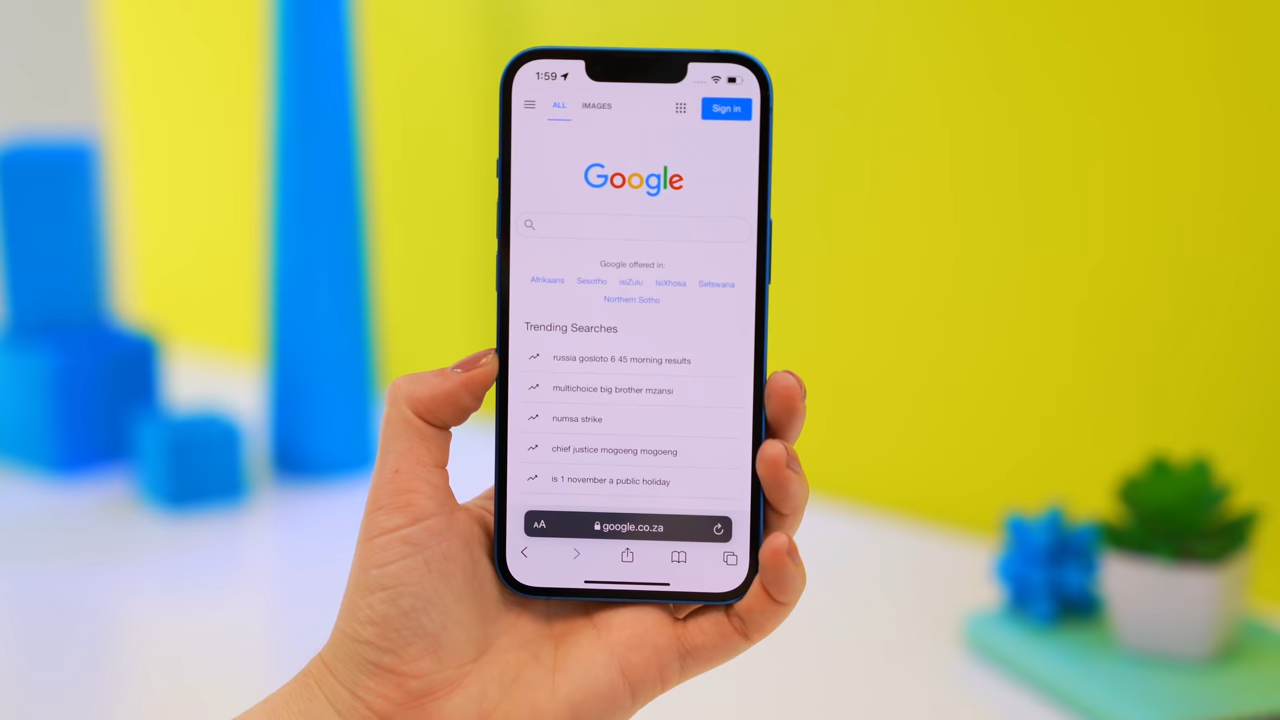 1:59
ALL IMAGES Sign in
Google
Google offered in:
Afrikaans Sesotho isiZulu IsiXhosa Setswana
Northern Sotho
Trending Searches
russia gosloto 6 45 morning results
multichoice big brother mzansi
numsa strike
chief justice mogoeng mogoeng
is 1 november a public holiday
AA google.co.za